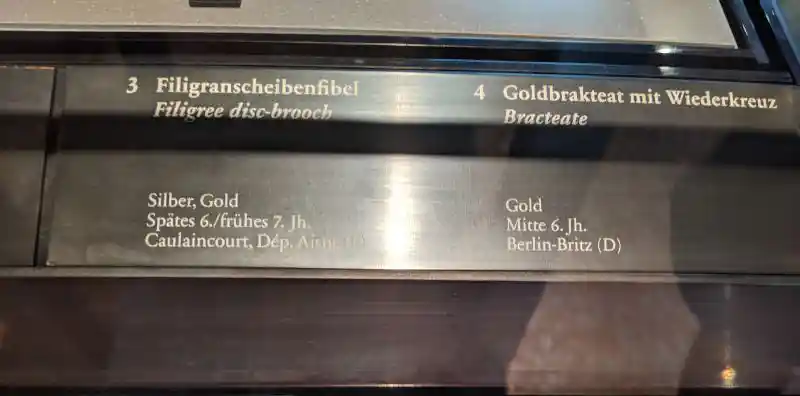 3 Filigranscheibenfibel
Filigree disc-brooch
Silber, Gold
Spätes 6./frühes 7. Jh.
Caulaincourt, Dép.
4 Goldbrakteat mit Wiederkreuz
Bracteate
Gold
Mitte 6. Jh.
Berlin-Britz (D)